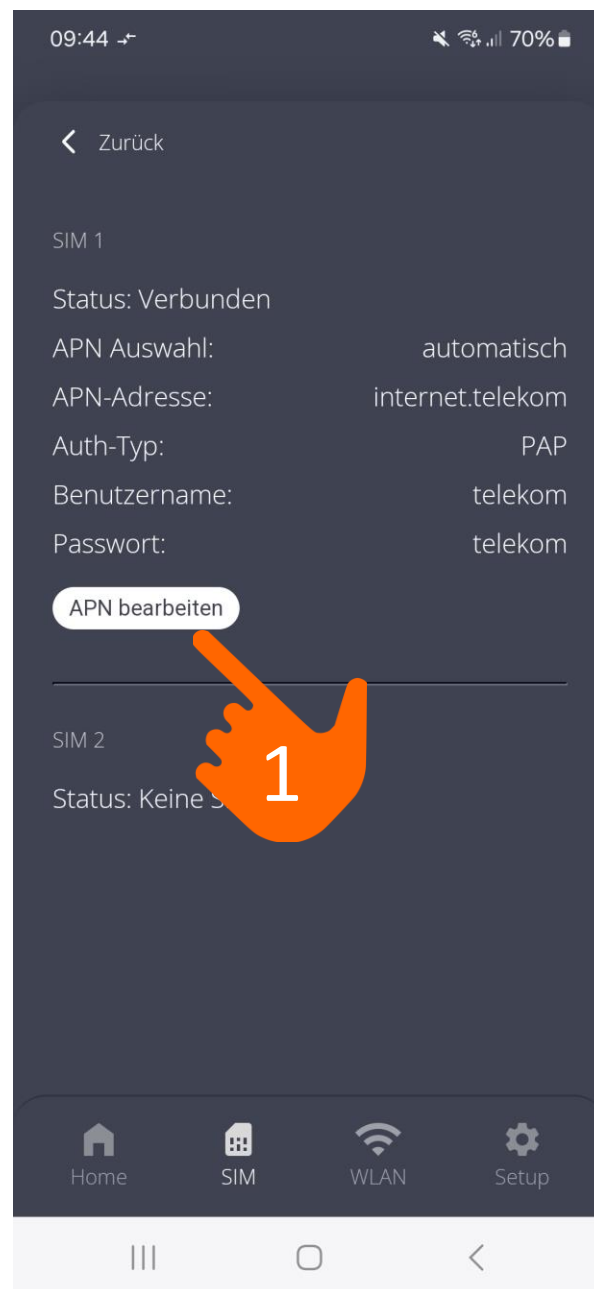 09:44 70%
Zurück
SIM 1
Status: Verbunden
APN Auswahl: automatisch
APN-Adresse: internet.telekom
Auth-Typ: PAP
Benutzername: telekom
Passwort: telekom
APN bearbeiten
SIM 2
1
Status: Keine
Home SIM WLAN Setup